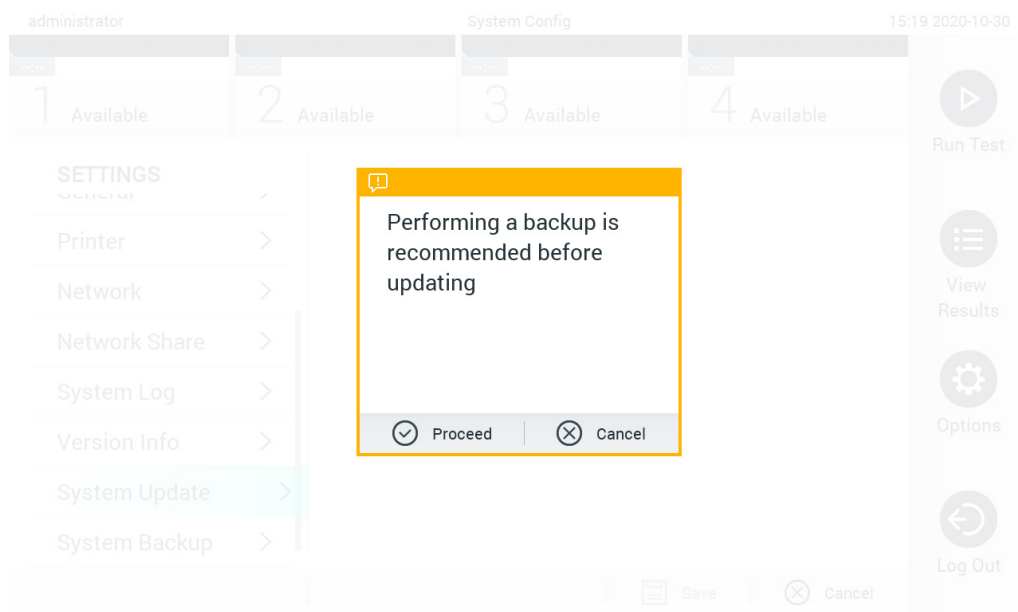 administrator System Config 15:19 2020-10-30
--:-- --:-- --:-- --:--
1 Available 2 Available 3 Available 4 Available
Run Test
SETTINGS
General
Printer
Network
Network Share
System Log
Version Info
System Update
System Backup
Performing a backup is
recommended before
updating
Proceed Cancel
View
Results
Options
Log Out
Save Cancel